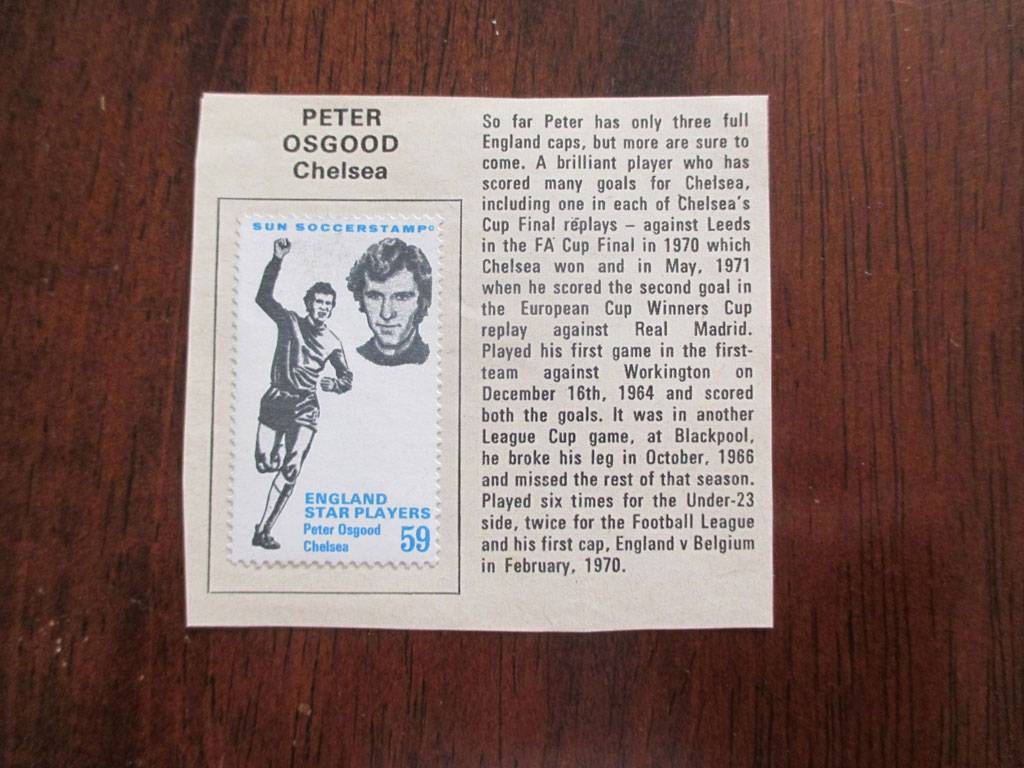 PETER
OSGOOD
Chelsea
SUN SOCCERSTAMP©
ENGLAND
STAR PLAYERS
Peter Osgood
Chelsea
59
So far Peter has only three full
England caps, but more are sure to
come. A brilliant player who has
scored many goals for Chelsea,
including one in each of Chelsea's
Cup Final replays – against Leeds
in the FA Cup Final in 1970 which
Chelsea won and in May, 1971
when he scored the second goal in
the European Cup Winners Cup
replay against Real Madrid.
Played his first game in the first-
team against Workington on
December 16th, 1964 and scored
both the goals. It was in another
League Cup game, at Blackpool,
he broke his leg in October, 1966
and missed the rest of that season.
Played six times for the Under-23
side, twice for the Football League
and his first cap, England v Belgium
in February, 1970.